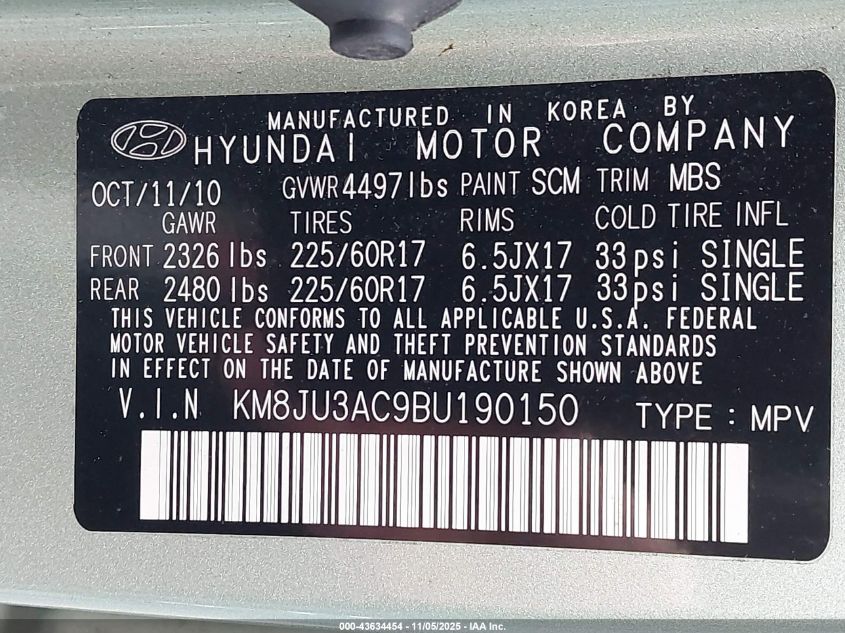 MANUFACTURED IN KOREA BY
HYUNDAI MOTOR COMPANY
OCT/11/10 GVWR 4497lbs PAINT SCM TRIM MBS
GAWR TIRES RIMS COLD TIRE INFL
FRONT 2326 lbs 225/60R17 6.5JX17 33psi SINGLE
REAR 2480 lbs 225/60R17 6.5JX17 33psi SINGLE
THIS VEHICLE CONFORMS TO ALL APPLICABLE U.S.A. FEDERAL
MOTOR VEHICLE SAFETY AND THEFT PREVENTION STANDARDS
IN EFFECT ON THE DATE OF MANUFACTURE SHOWN ABOVE
V.I.N KM8JU3AC9BU190150 TYPE : MPV
000-43634454 - 11/05/2025 - IAA Inc.